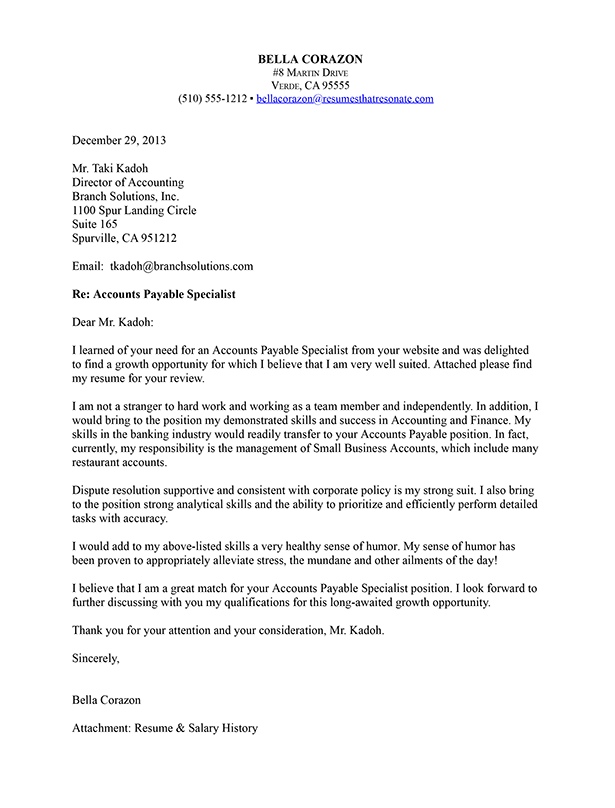 BELLA CORAZON
#8 MARTIN DRIVE
VERDE, CA 95555
(510) 555-1212 • bellacorazon@resumesthatresonate.com
December 29, 2013
Mr. Taki Kadoh
Director of Accounting
Branch Solutions, Inc.
1100 Spur Landing Circle
Suite 165
Spurville, CA 951212
Email:  tkadoh@branchsolutions.com
Re: Accounts Payable Specialist
Dear Mr. Kadoh:
I learned of your need for an Accounts Payable Specialist from your website and was delighted
to find a growth opportunity for which I believe that I am very well suited. Attached please find
my resume for your review.
I am not a stranger to hard work and working as a team member and independently. In addition, I
would bring to the position my demonstrated skills and success in Accounting and Finance. My
skills in the banking industry would readily transfer to your Accounts Payable position. In fact,
currently, my responsibility is the management of Small Business Accounts, which include many
restaurant accounts.
Dispute resolution supportive and consistent with corporate policy is my strong suit. I also bring
to the position strong analytical skills and the ability to prioritize and efficiently perform detailed
tasks with accuracy.
I would add to my above-listed skills a very healthy sense of humor. My sense of humor has
been proven to appropriately alleviate stress, the mundane and other ailments of the day!
I believe that I am a great match for your Accounts Payable Specialist position. I look forward to
further discussing with you my qualifications for this long-awaited growth opportunity.
Thank you for your attention and your consideration, Mr. Kadoh.
Sincerely,
Bella Corazon
Attachment: Resume & Salary History